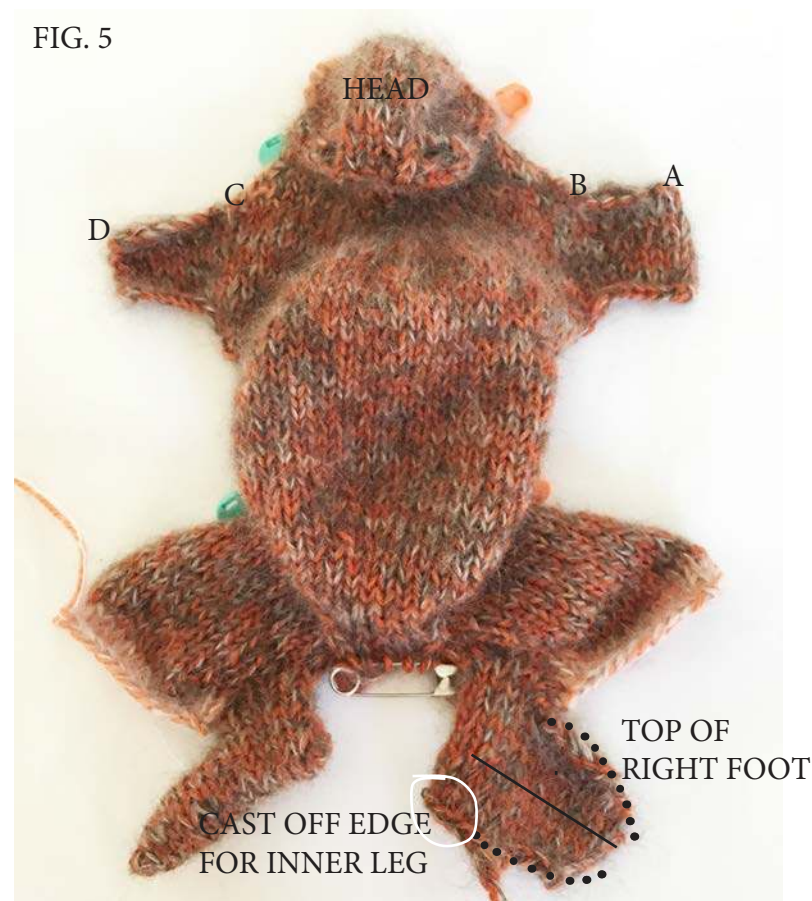 FIG. 5
HEAD
A
B
C
D
TOP OF
RIGHT FOOT
CAST OFF EDGE
FOR INNER LEG